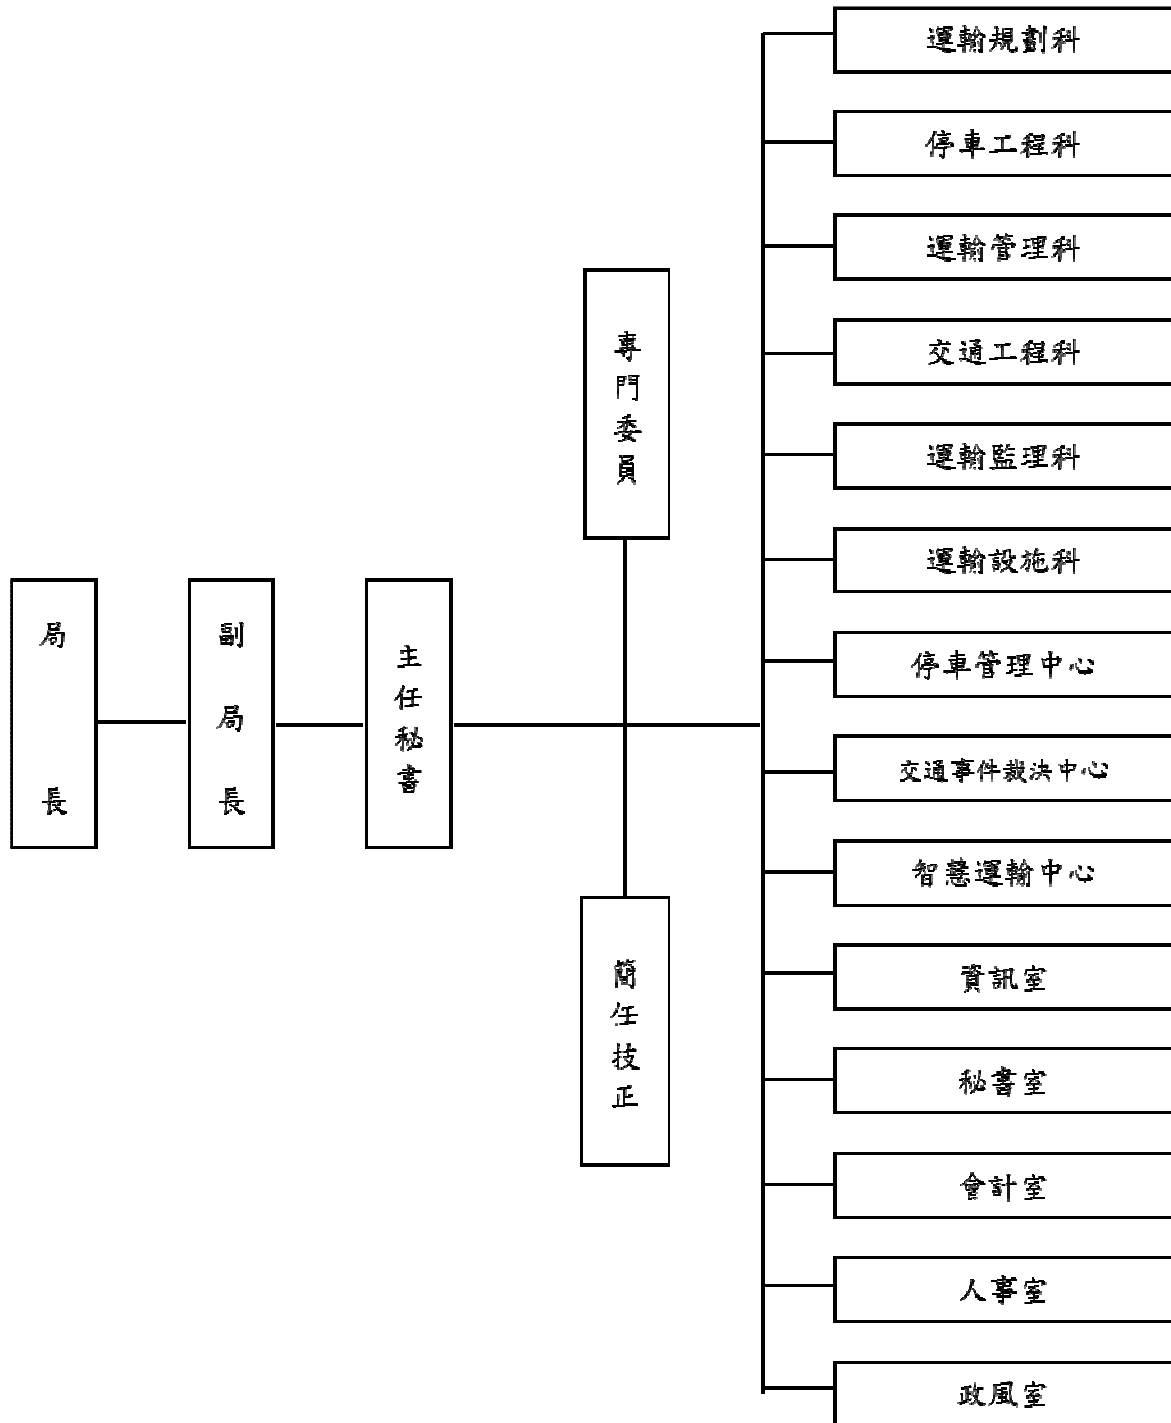 局長
副局長
主任秘書
專門委員
簡任技正
運輸規劃科
停車工程科
運輸管理科
交通工程科
運輸監理科
運輸設施科
停車管理中心
交通事件裁決中心
智慧運輸中心
資訊室
秘書室
會計室
人事室
政風室